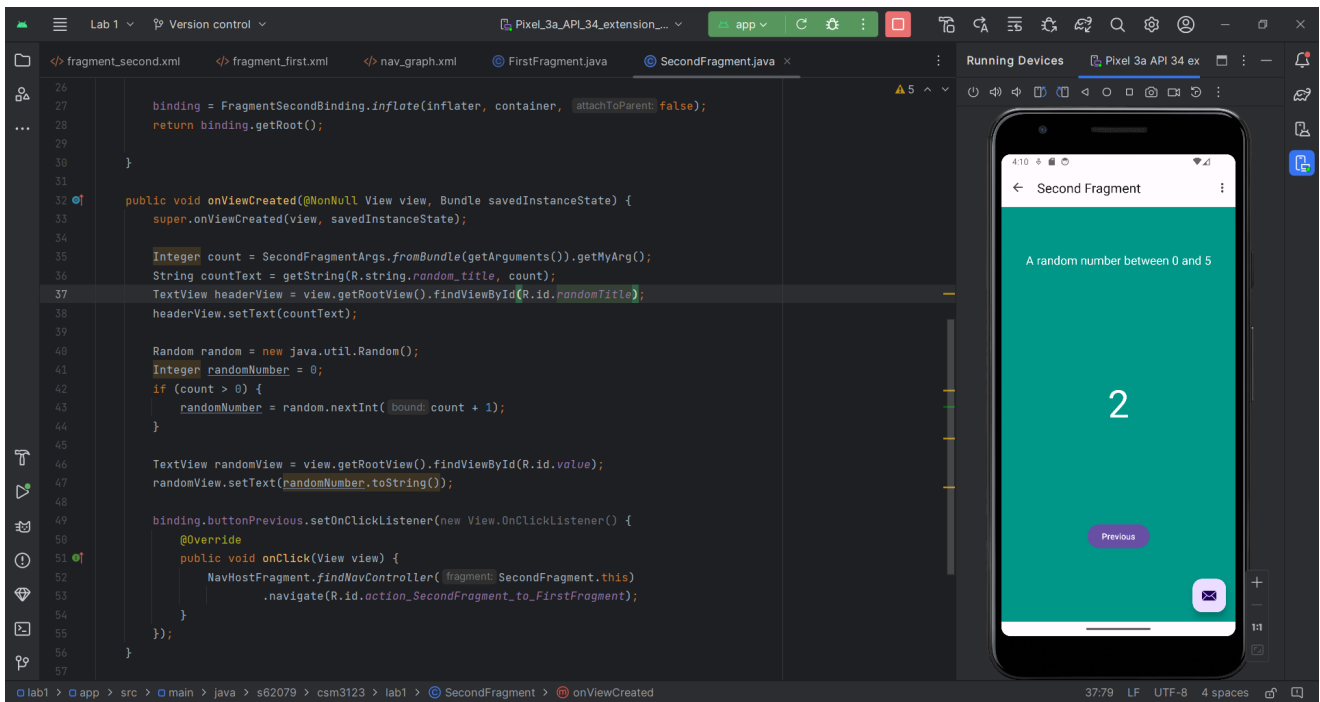 Lab 1 Version control Pixel_3a_API_34_extension_... app
fragment_second.xml fragment_first.xml nav_graph.xml FirstFragment.java SecondFragment.java
Running Devices Pixel 3a API 34 ex
5
26
27 binding = FragmentSecondBinding.inflate(inflater, container, attachToParent: false);
28 return binding.getRoot();
29
30 }
31
32 public void onViewCreated(@NonNull View view, Bundle savedInstanceState) {
33 super.onViewCreated(view, savedInstanceState);
34
35 Integer count = SecondFragmentArgs.fromBundle(getArguments()).getMyArg();
36 String countText = getString(R.string.random_title, count);
37 TextView headerView = view.getRootView().findViewById(R.id.randomTitle);
38 headerView.setText(countText);
39
40 Random random = new java.util.Random();
41 Integer randomNumber = 0;
42 if (count > 0) {
43 randomNumber = random.nextInt( bound: count + 1);
44 }
45
46 TextView randomView = view.getRootView().findViewById(R.id.value);
47 randomView.setText(randomNumber.toString());
48
49 binding.buttonPrevious.setOnClickListener(new View.OnClickListener() {
50 @Override
51 public void onClick(View view) {
52 NavHostFragment.findNavController( fragment: SecondFragment.this)
53 .navigate(R.id.action_SecondFragment_to_FirstFragment);
54 }
55 });
56 }
57
4:10
Second Fragment
A random number between 0 and 5
2
Previous
1:1
lab1 > app > src > main > java > s62079 > csm3123 > lab1 > SecondFragment > onViewCreated
37:79 LF UTF-8 4 spaces